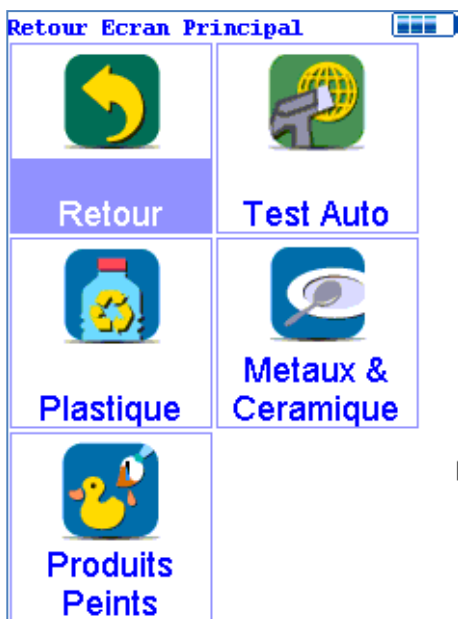 Retour Ecran Principal
Retour
Test Auto
Plastique
Metaux &
Ceramique
Produits
Peints